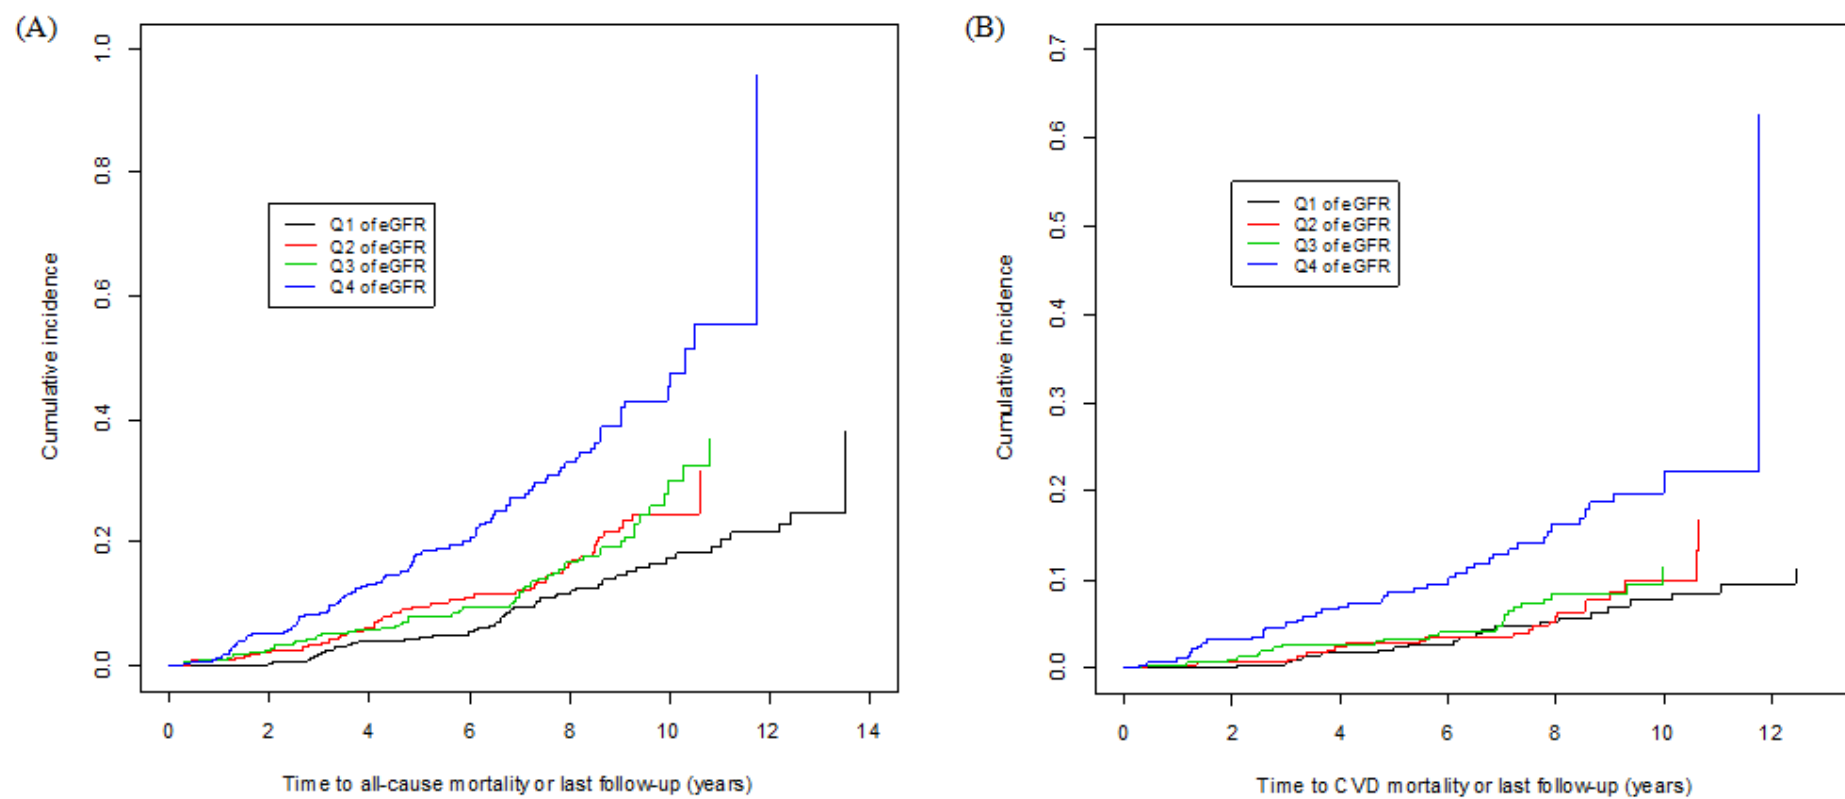 (A)
Cumulative incidence
1.0
0.8
0.6
0.4
0.2
0.0
Q1 of eGFR
Q2 of eGFR
Q3 of eGFR
Q4 of eGFR
0 2 4 6 8 10 12 14
Time to all-cause mortality or last follow-up (years)
(B)
Cumulative incidence
0.7
0.6
0.5
0.4
0.3
0.2
0.1
0.0
Q1 of eGFR
Q2 of eGFR
Q3 of eGFR
Q4 of eGFR
0 2 4 6 8 10 12
Time to CVD mortality or last follow-up (years)